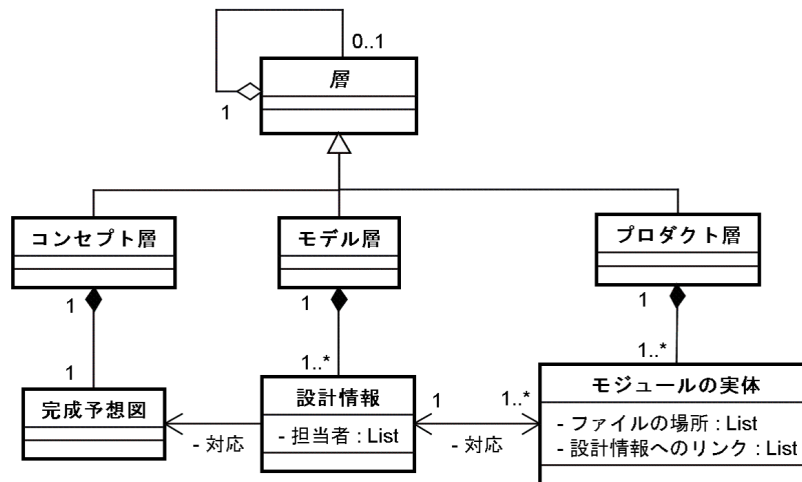 0..1
層
1
コンセプト層
モデル層
プロダクト層
1
1
1
1
1..*
1..*
完成予想図
設計情報
- 担当者 : List
モジュールの実体
- ファイルの場所 : List
- 設計情報へのリンク : List
1
1..*
- 対応
- 対応